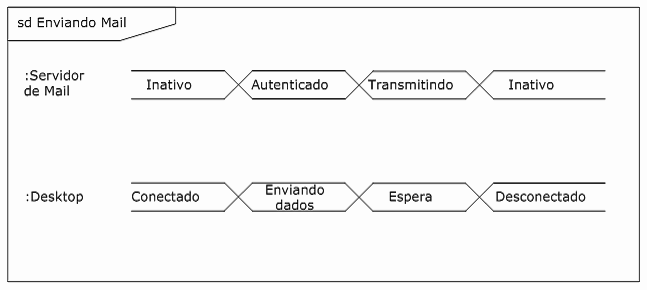 sd Enviando Mail
:Servidor
de Mail
Inativo
Autenticado
Transmitindo
Inativo
:Desktop
Conectado
Enviando
dados
Espera
Desconectado